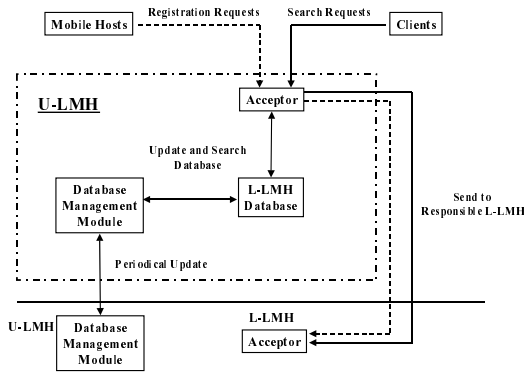 Registration Requests
Search Requests
Mobile Hosts
Clients
U-LMH
Acceptor
Update and Search
Database
Database
Management
Module
L-LMH
Database
Send to
Responsible L-LMH
Periodical Update
U-LMH
Database
Management
Module
L-LMH
Acceptor